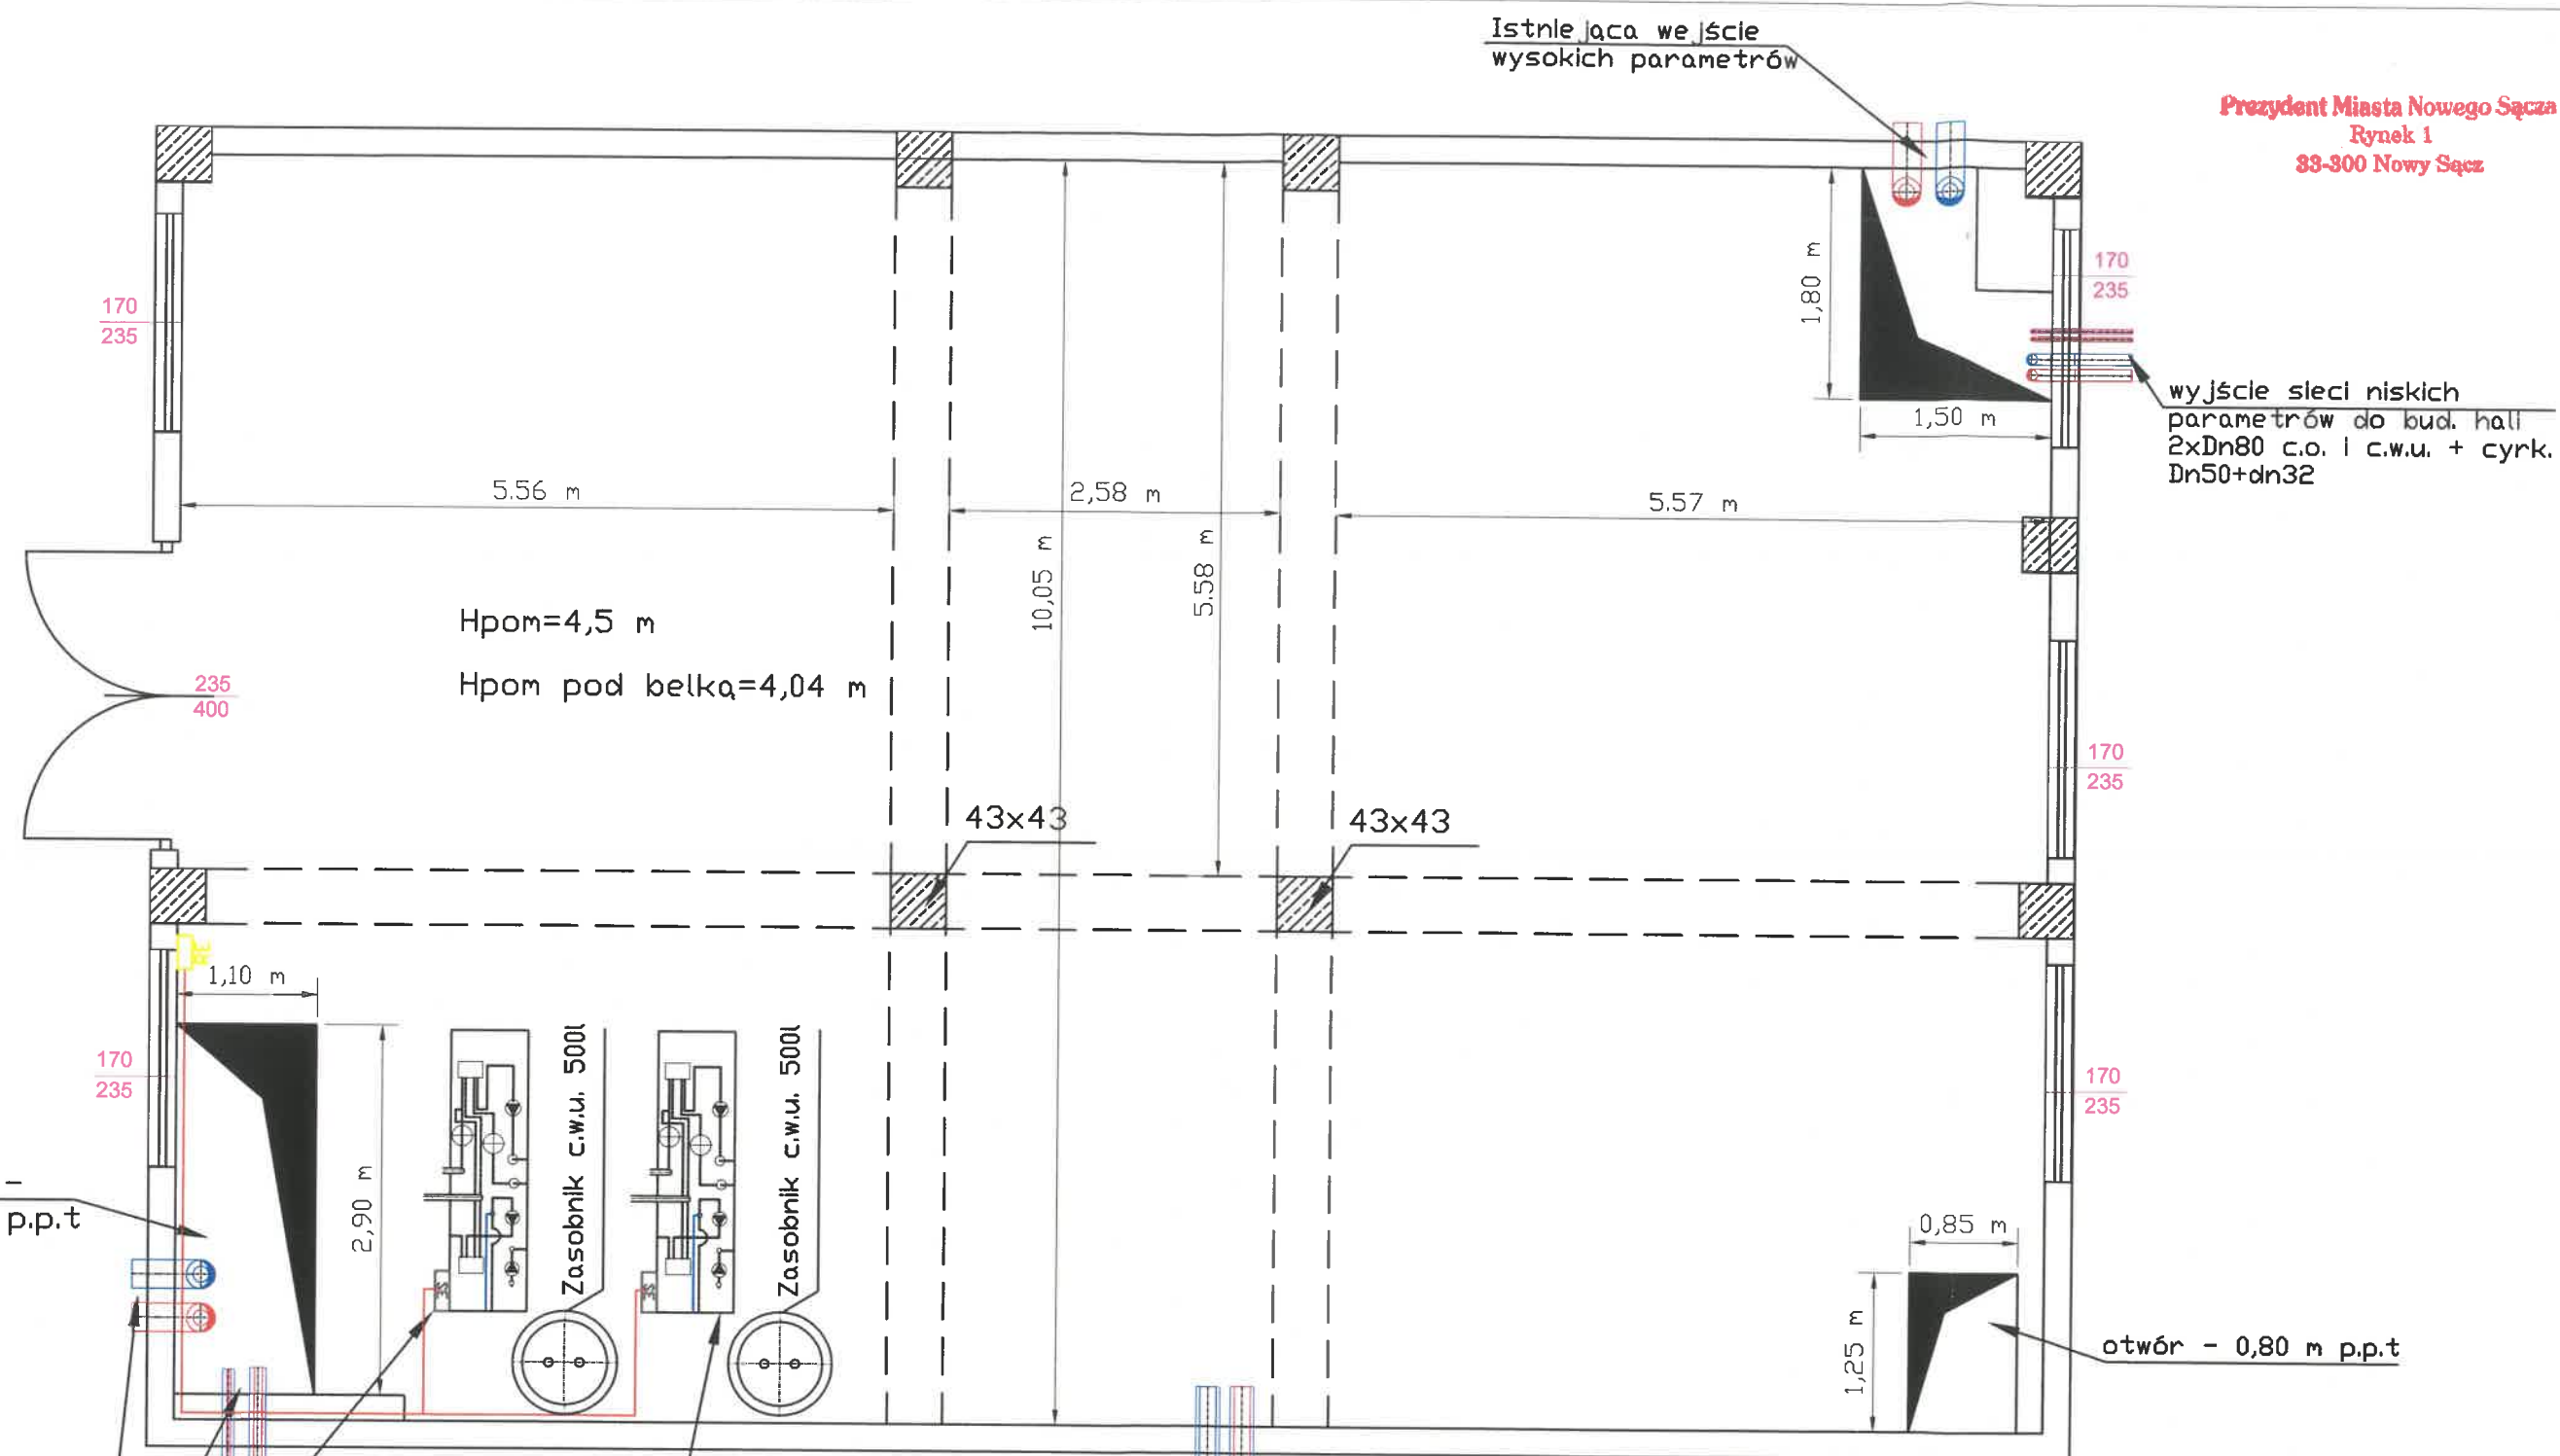 Istniejąca wejście
wysokich parametrów
Prezydent Miasta Nowego Sącza
Rynek 1
33-300 Nowy Sącz
170
235
170
235
1,80 m
1,50 m
wyjście sieci niskich
parametrów do bud. hali
2xDn80 c.o. i c.w.u. + cyrk.
Dn50+dn32
5.56 m
2,58 m
5.57 m
10,05 m
5.58 m
Hpom=4,5 m
Hpom pod belką=4,04 m
235
400
170
235
43x43
43x43
RE
1,10 m
170
235
2,90 m
Zasobnik c.w.u. 500l
Zasobnik c.w.u. 500l
170
235
–
p.p.t
SE
SE
0,85 m
1,25 m
otwór - 0,80 m p.p.t